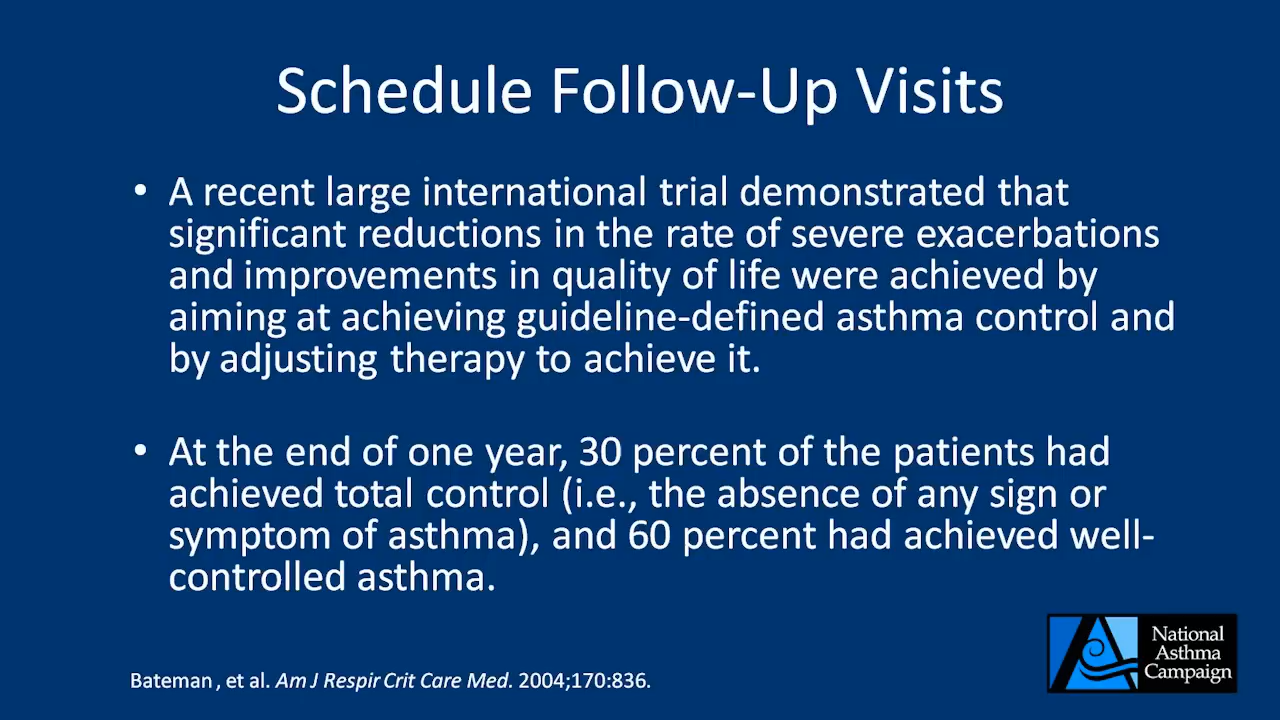 Schedule Follow-Up Visits
• A recent large international trial demonstrated that
significant reductions in the rate of severe exacerbations
and improvements in quality of life were achieved by
aiming at achieving guideline-defined asthma control and
by adjusting therapy to achieve it.
• At the end of one year, 30 percent of the patients had
achieved total control (i.e., the absence of any sign or
symptom of asthma), and 60 percent had achieved well-
controlled asthma.
National
Asthma
Campaign
Bateman , et al. Am J Respir Crit Care Med. 2004;170:836.